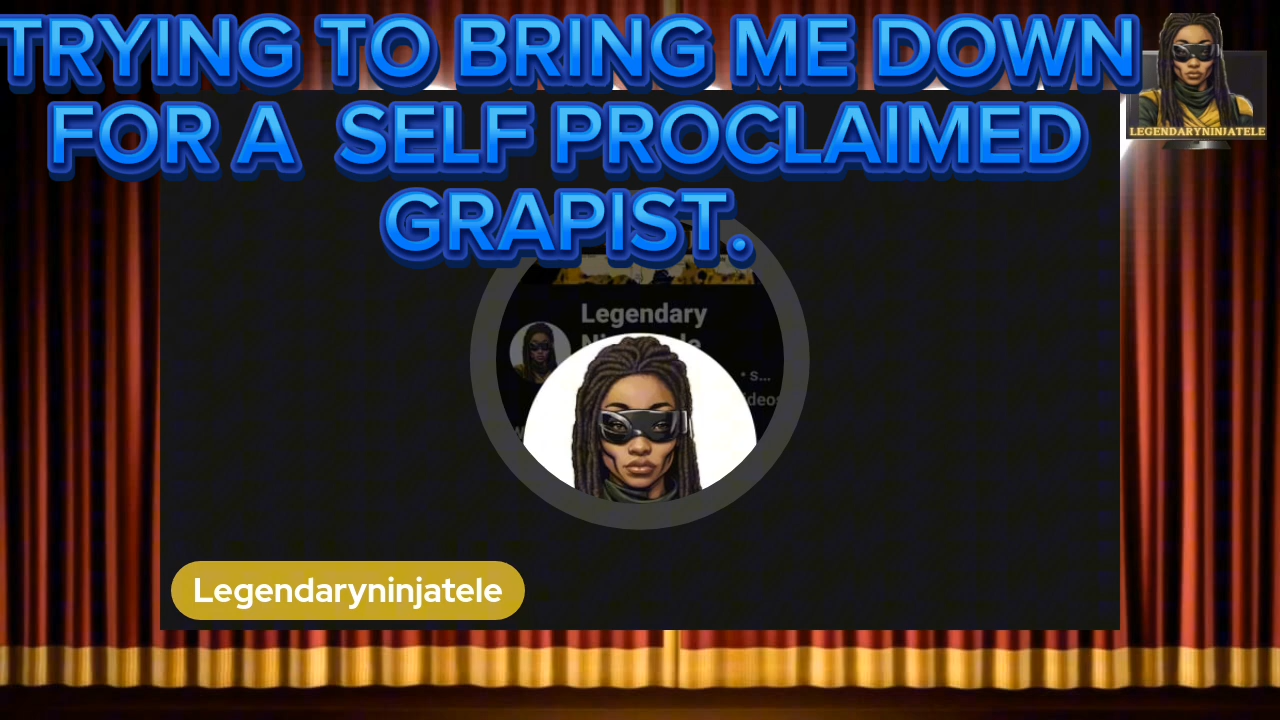 TRYING TO BRING ME DOWN
FOR A SELF PROCLAIMED
GRAPIST.
LEGENDARYNINJATELE
Legendary
• s...
Legendaryninjatele